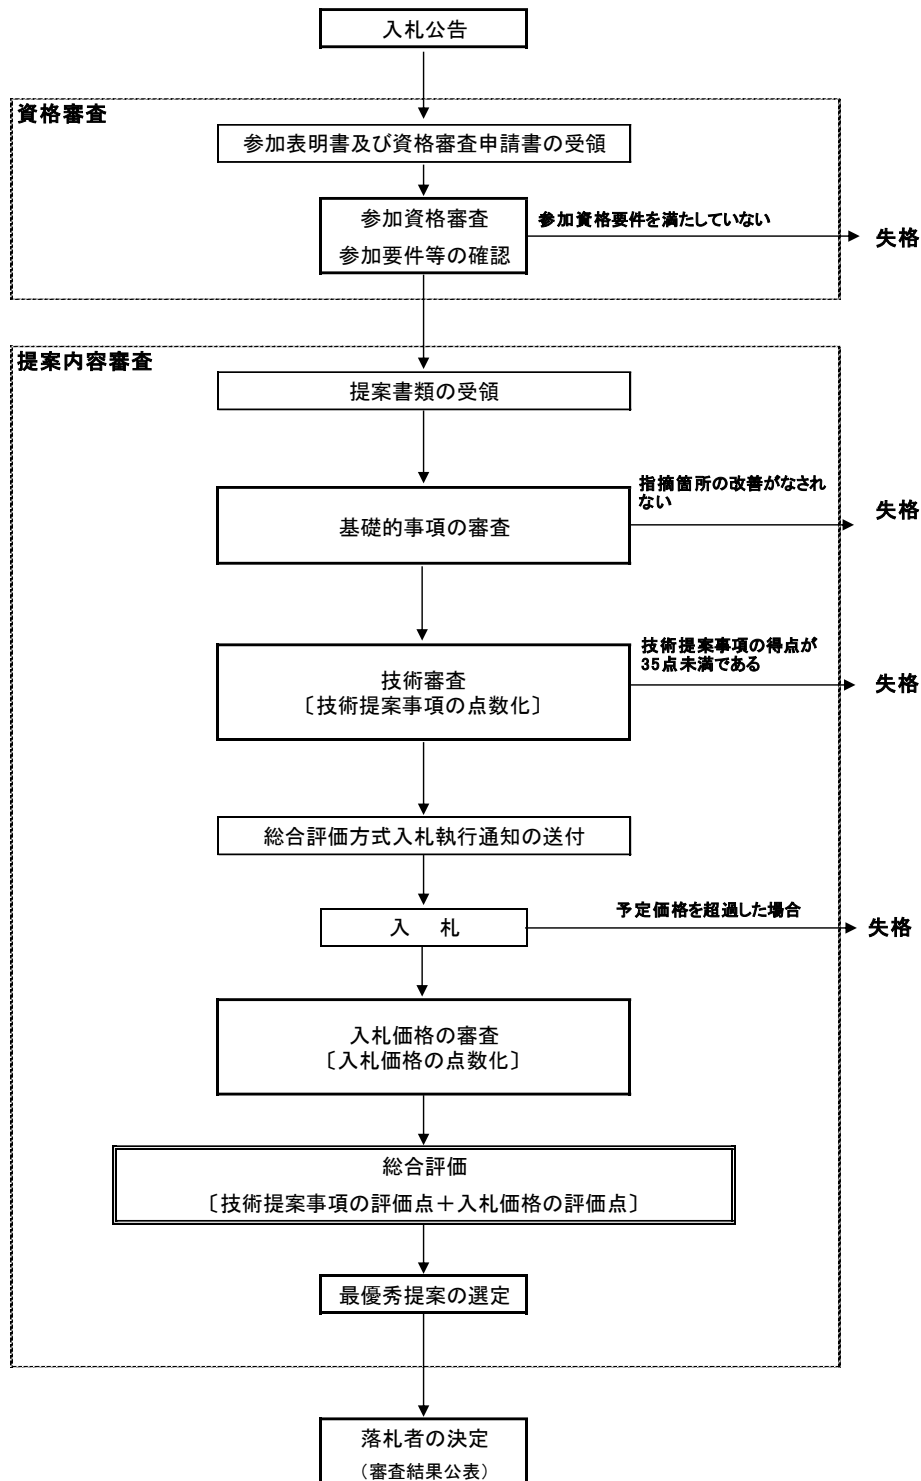 入札公告
資格審査
参加表明書及び資格審査申請書の受領
参加資格審査
参加要件等の確認
参加資格要件を満たしていない
失格
提案内容審査
提案書類の受領
基礎的事項の審査
指摘箇所の改善がなされ
ない
失格
技術審査
〔技術提案事項の点数化〕
技術提案事項の得点が
35点未満である
失格
総合評価方式入札執行通知の送付
入　札
予定価格を超過した場合
失格
入札価格の審査
〔入札価格の点数化〕
総合評価
〔技術提案事項の評価点＋入札価格の評価点〕
最優秀提案の選定
落札者の決定
（審査結果公表）